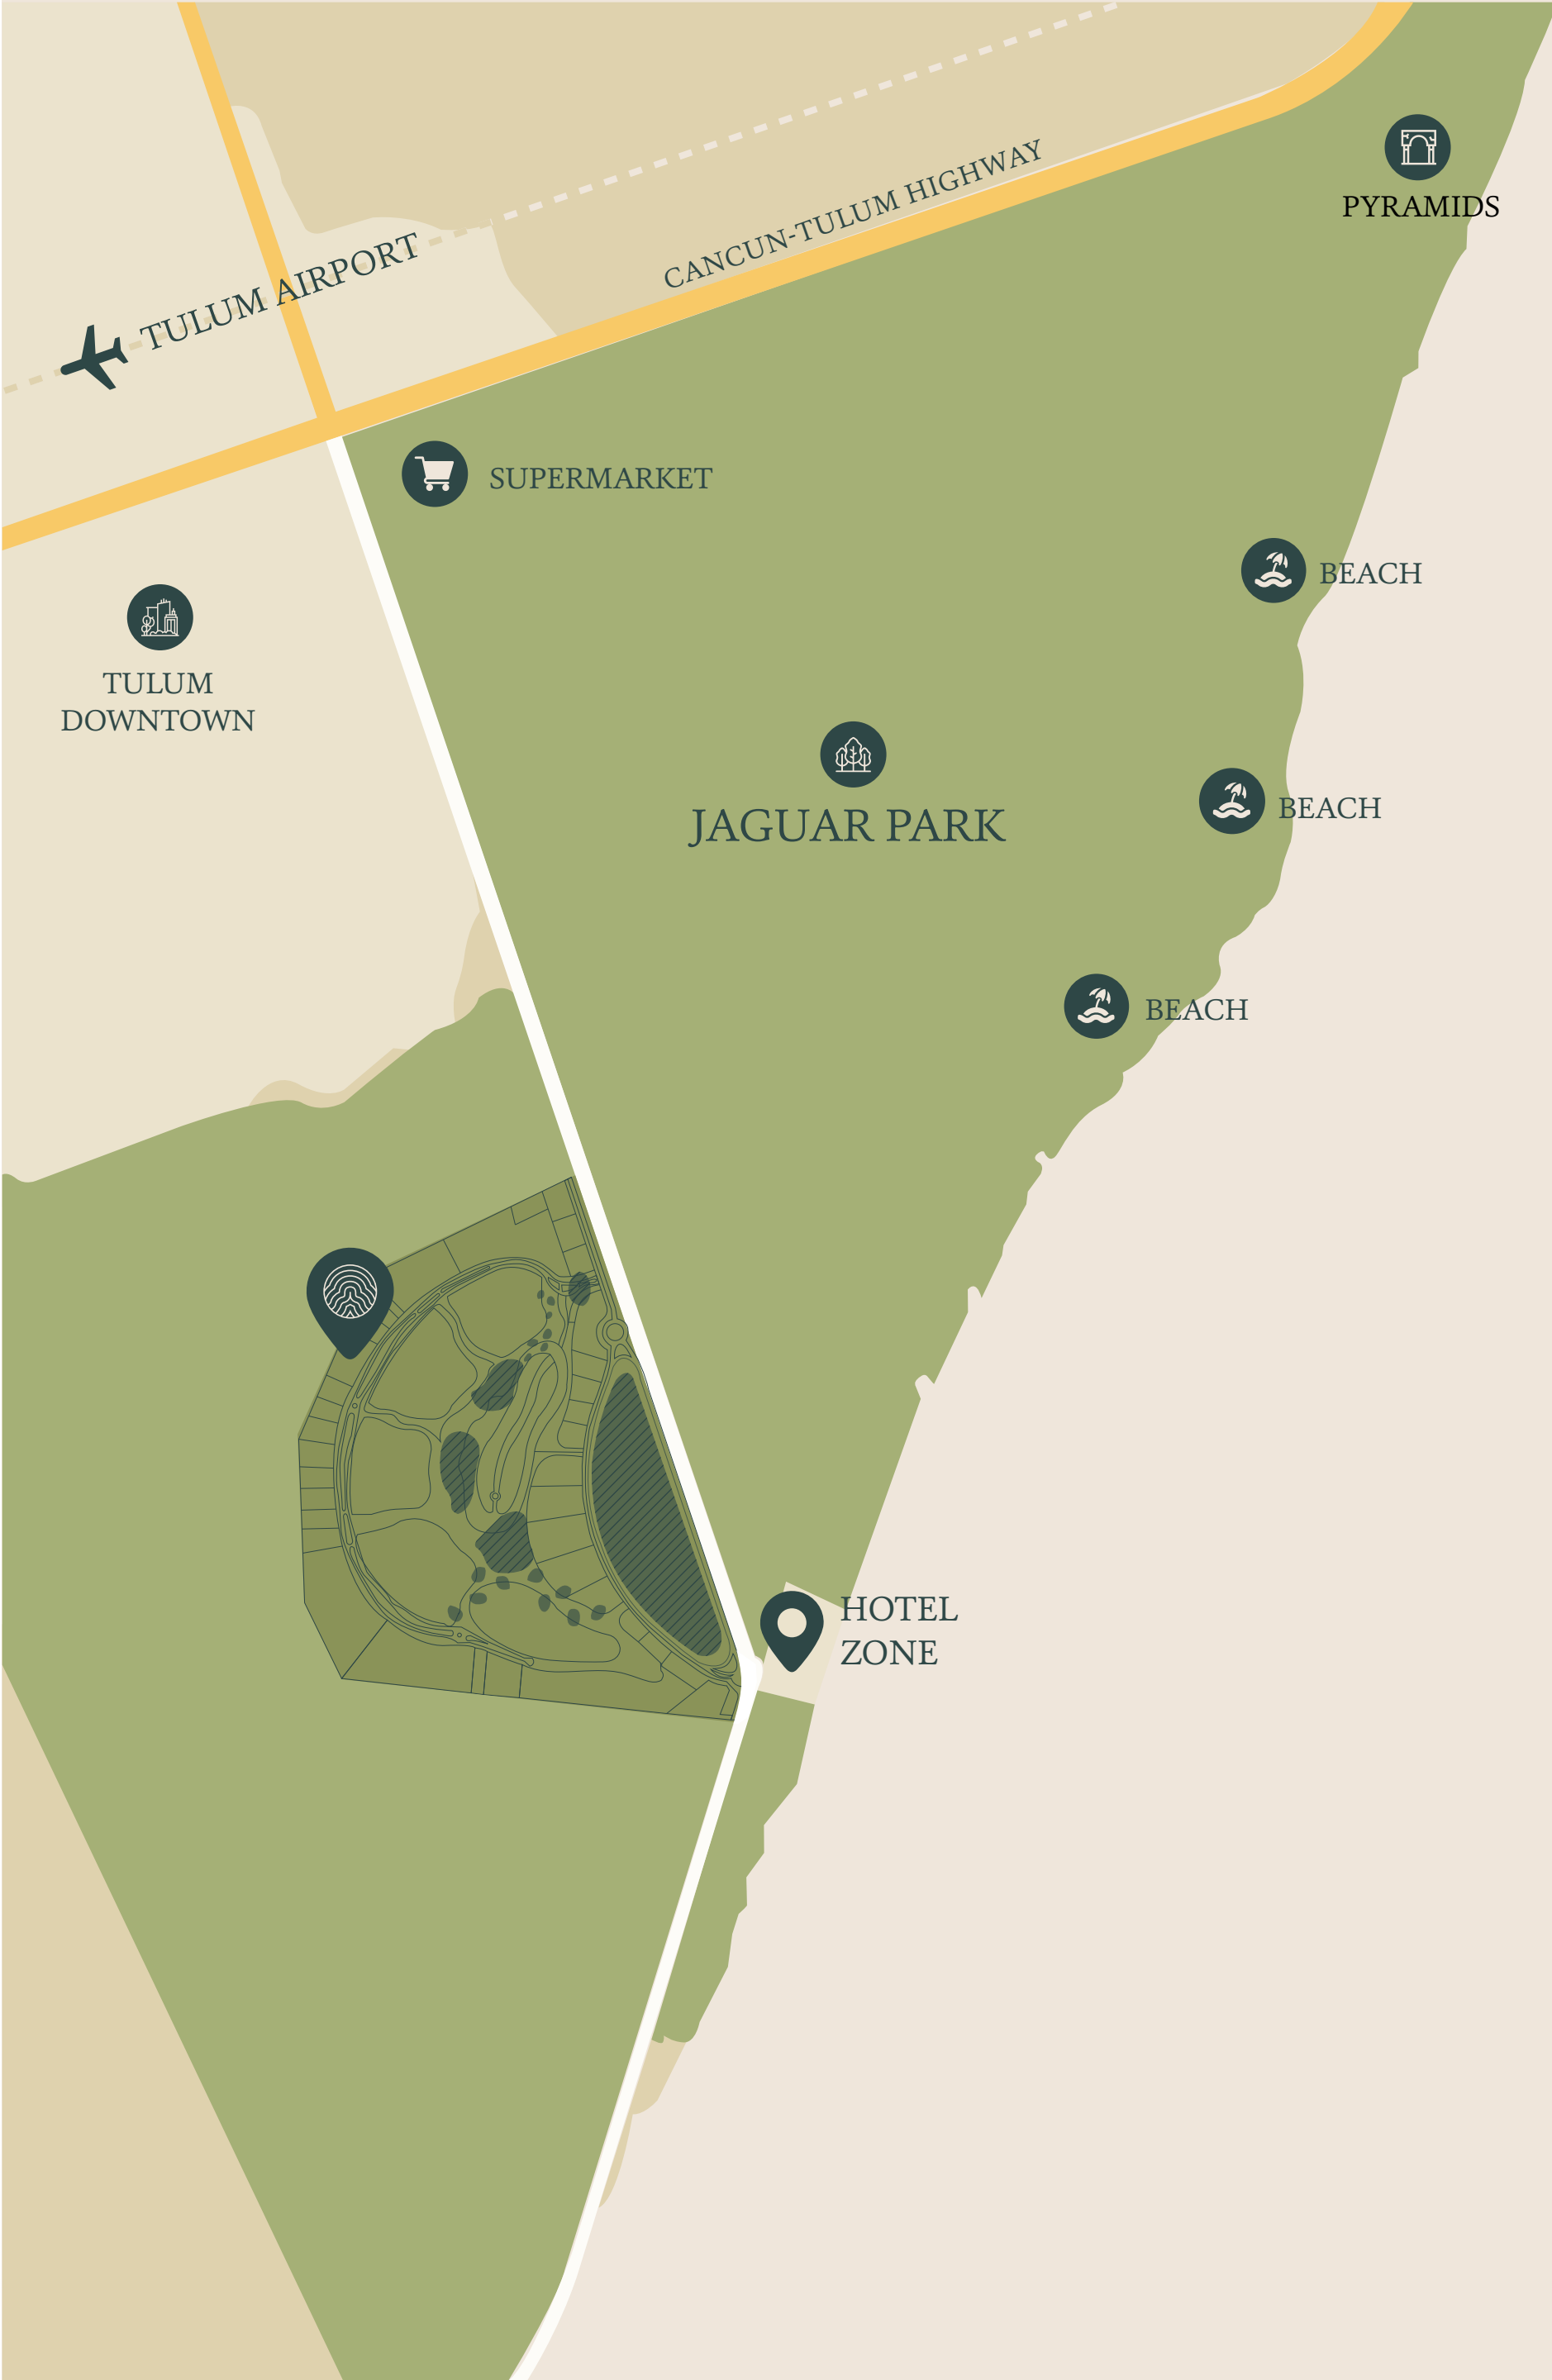 PYRAMIDS
CANCUN-TULUM HIGHWAY
TULUM AIRPORT
SUPERMARKET
BEACH
TULUM
DOWNTOWN
JAGUAR PARK
BEACH
BEACH
HOTEL
ZONE